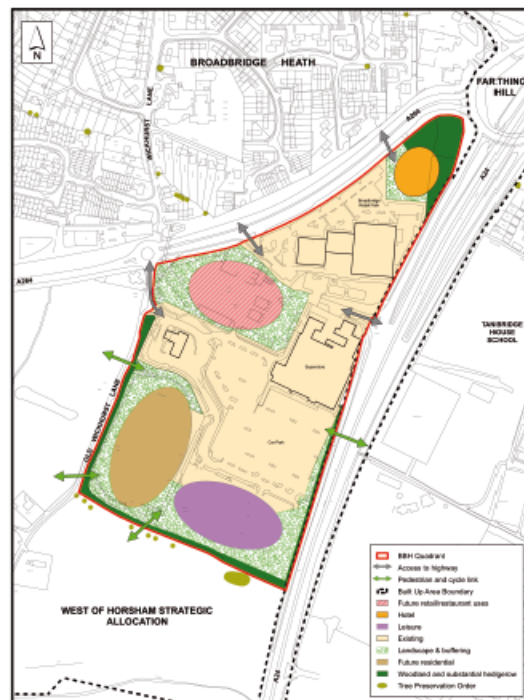 N
BROADBRIDGE HEATH
FARTHING
HILL
WICKHURST LANE
A264
A24
A264
TANBRIDGE
HOUSE
SCHOOL
Superstore
Car Park
OLD WICKHURST LANE
WEST OF HORSHAM STRATEGIC
ALLOCATION
A24
BBH Quadrant
Access to highway
Pedestrian and cycle link
Built Up Area Boundary
Future retail/restaurant uses
Hotel
Leisure
Existing
Landscape & buffering
Future residential
Woodland and substantial hedgerow
Tree Preservation Order